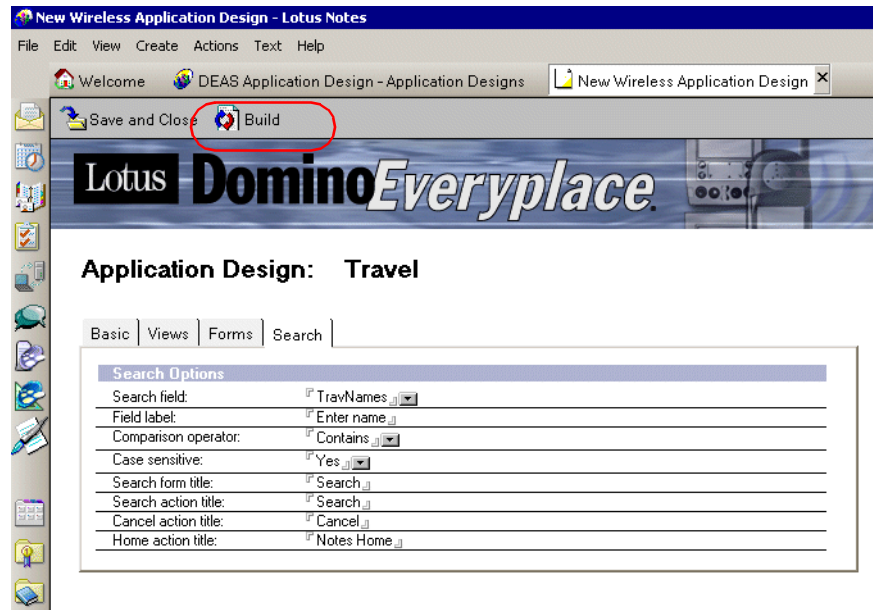 New Wireless Application Design - Lotus Notes
File Edit View Create Actions Text Help
Welcome DEAS Application Design - Application Designs New Wireless Application Design
Save and Close Build
Lotus Domino Everyplace.
Application Design: Travel
Basic Views Forms Search
Search Options
Search field: TravNames
Field label: Enter name
Comparison operator: Contains
Case sensitive: Yes
Search form title: Search
Search action title: Search
Cancel action title: Cancel
Home action title: Notes Home